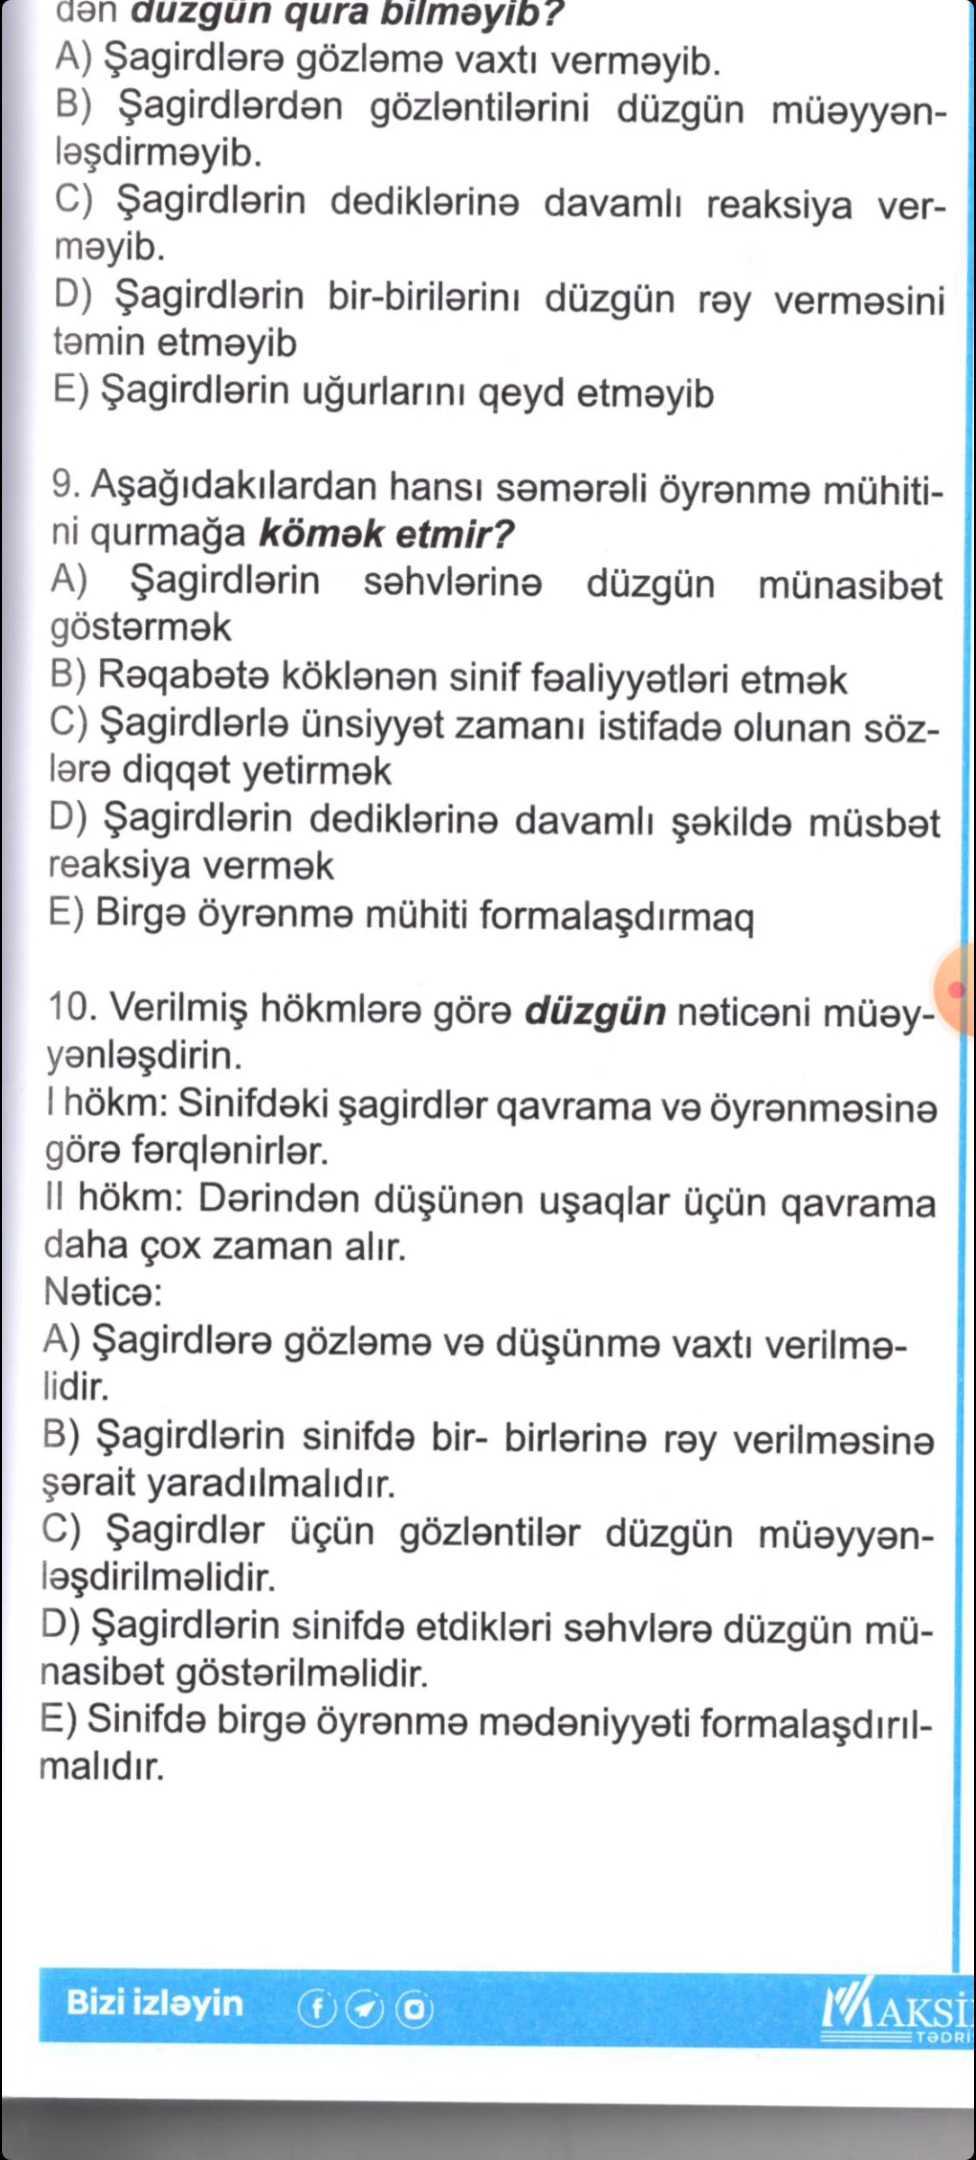 dən düzgün qura bilməyib?
A) Şagirdlərə gözləmə vaxtı verməyib.
B) Şagirdlərdən gözləntilərini düzgün müəyyən-
ləşdirməyib.
C) Şagirdlərin dediklərinə davamlı reaksiya ver-
məyib.
D) Şagirdlərin bir-birilərinı düzgün rəy verməsini
təmin etməyib
E) Şagirdlərin uğurlarını qeyd etməyib
9. Aşağıdakılardan hansı səmərəli öyrənmə mühiti-
ni qurmağa kömək etmir?
A) Şagirdlərin səhvlərinə düzgün münasibət
göstərmək
B) Rəqabətə köklənən sinif fəaliyyətləri etmək
C) Şagirdlərlə ünsiyyət zamanı istifadə olunan söz-
lərə diqqət yetirmək
D) Şagirdlərin dediklərinə davamlı şəkildə müsbət
reaksiya vermək
E) Birgə öyrənmə mühiti formalaşdırmaq
10. Verilmiş hökmlərə görə düzgün nəticəni müəy-
yənləşdirin.
I hökm: Sinifdəki şagirdlər qavrama və öyrənməsinə
görə fərqlənirlər.
II hökm: Dərindən düşünən uşaqlar üçün qavrama
daha çox zaman alır.
Nəticə:
A) Şagirdlərə gözləmə və düşünmə vaxtı verilmə-
lidir.
B) Şagirdlərin sinifdə bir- birlərinə rəy verilməsinə
şərait yaradılmalıdır.
C) Şagirdlər üçün gözləntilər düzgün müəyyən-
ləşdirilməlidir.
D) Şagirdlərin sinifdə etdikləri səhvlərə düzgün mü-
nasibət göstərilməlidir.
E) Sinifdə birgə öyrənmə mədəniyyəti formalaşdırıl-
malıdır.
Bizi izləyin
MAKSİ
TƏDRİ